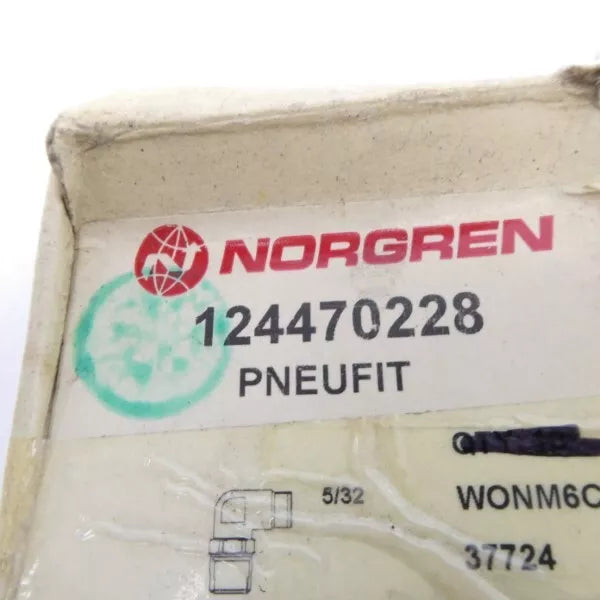 NORGREN
124470228
PNEUFIT
5/32
WONM6C
37724